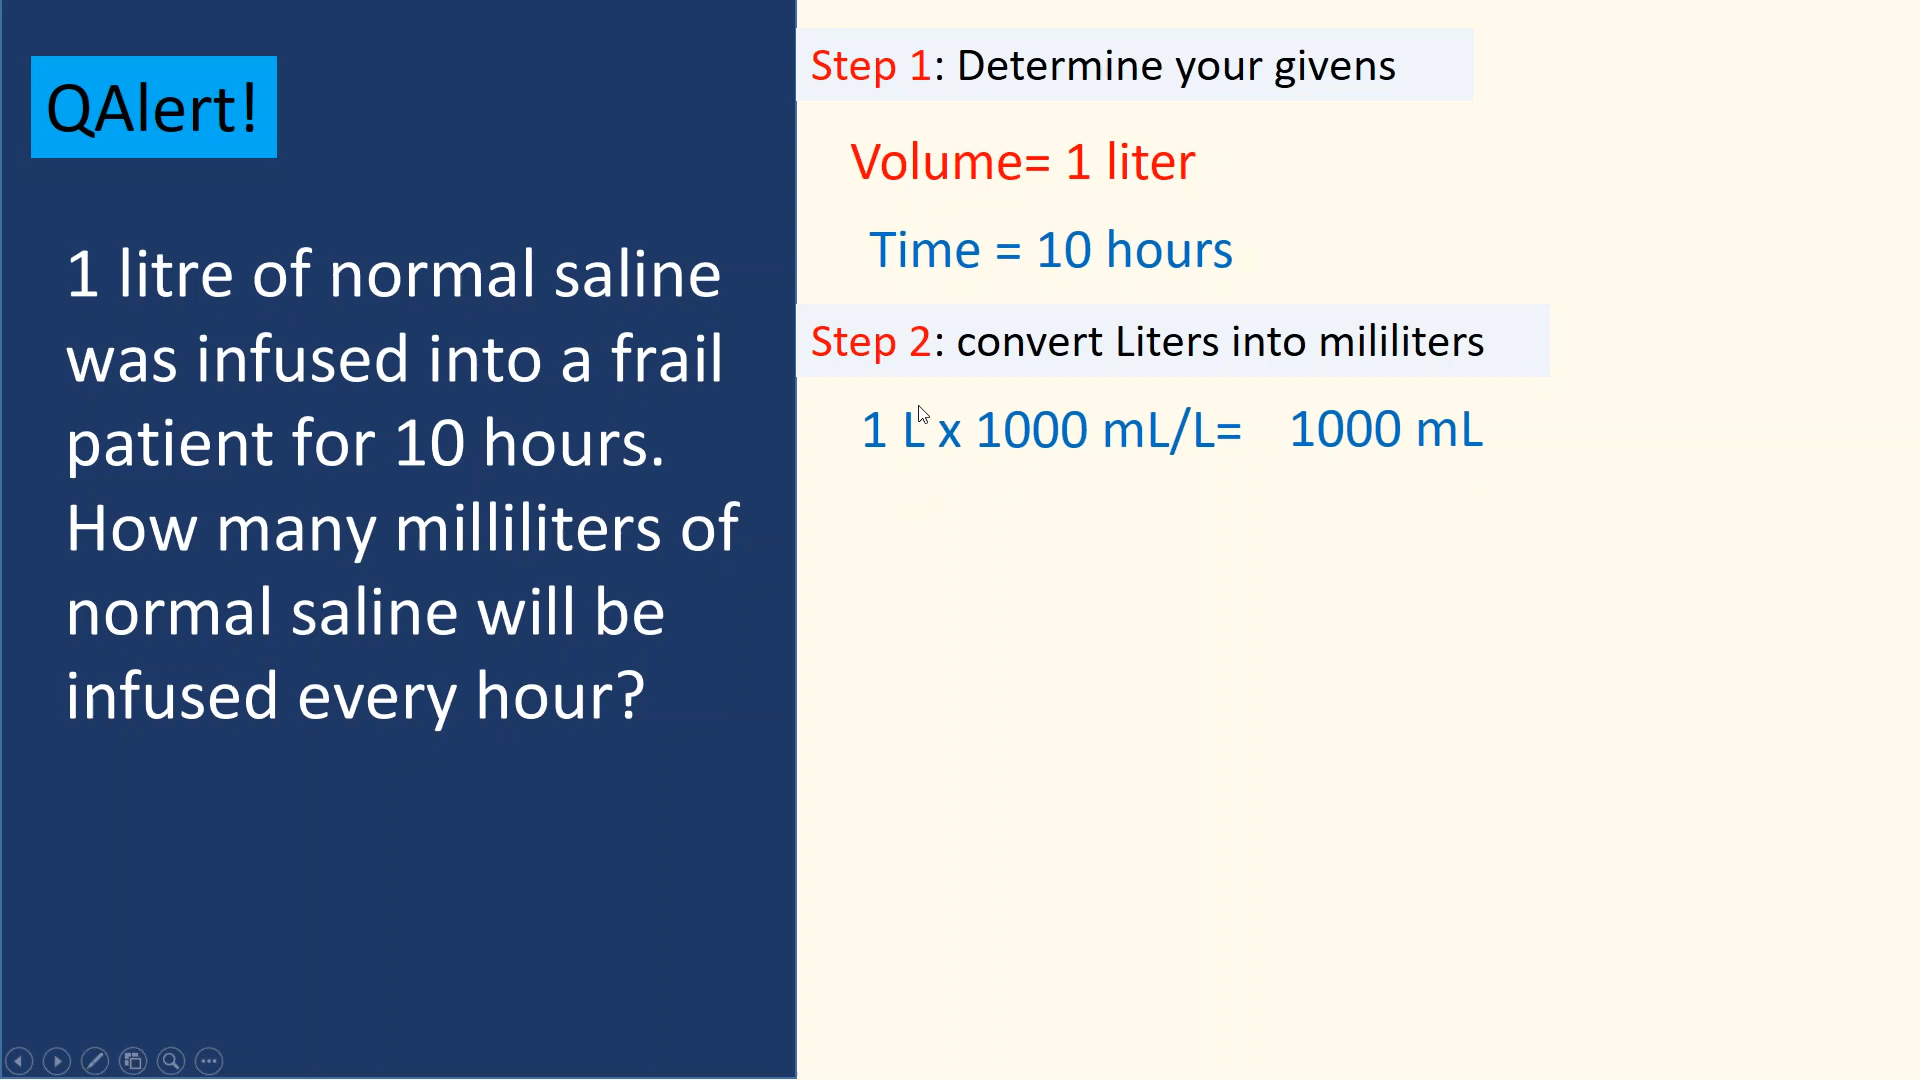 QAlert!
1 litre of normal saline
was infused into a frail
patient for 10 hours.
How many milliliters of
normal saline will be
infused every hour?
Step 1: Determine your givens
Volume= 1 liter
Time = 10 hours
Step 2: convert Liters into mililiters
1 L x 1000 mL/L= 1000 mL